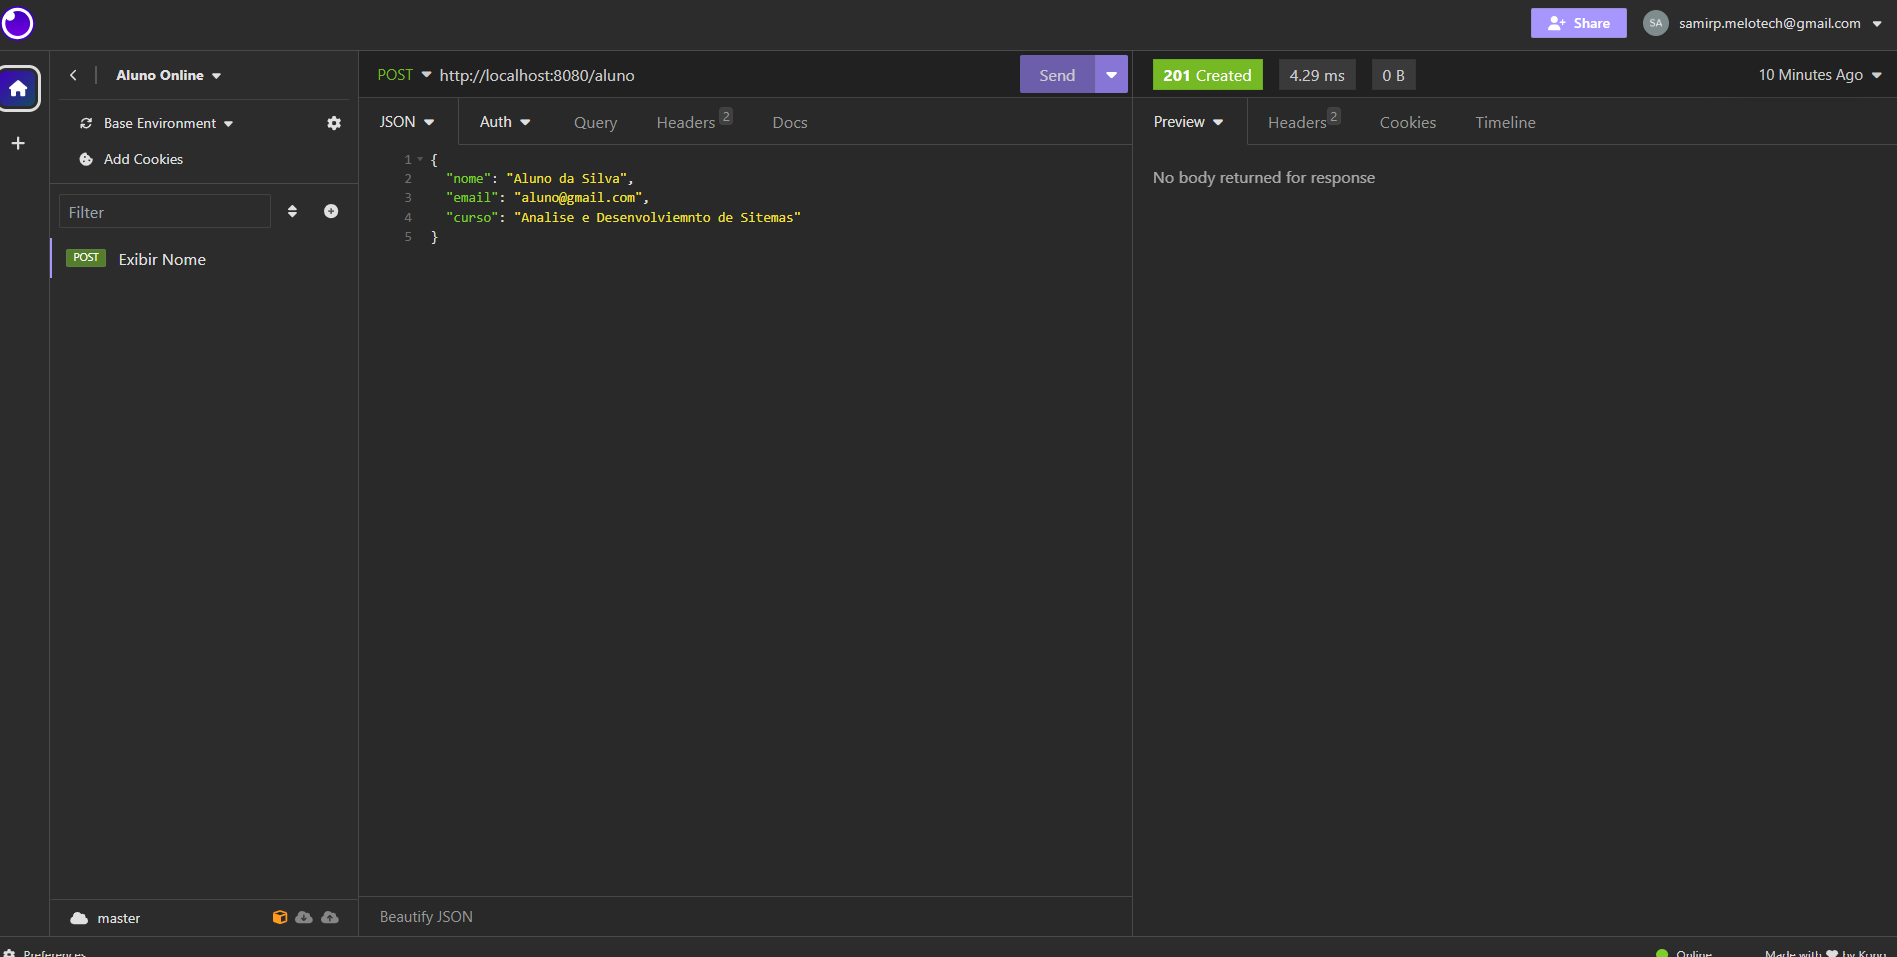 Share
SA
samirp.melotech@gmail.com
Aluno Online
Base Environment
Add Cookies
Filter
POST Exibir Nome
master
POST http://localhost:8080/aluno
Send
JSON Auth Query Headers 2 Docs
1 {
2 "nome": "Aluno da Silva",
3 "email": "aluno@gmail.com",
4 "curso": "Analise e Desenvolviemnto de Sitemas"
5 }
Beautify JSON
201 Created 4.29 ms 0 B 10 Minutes Ago
Preview Headers 2 Cookies Timeline
No body returned for response
Preferences
Online
Made with by Kong